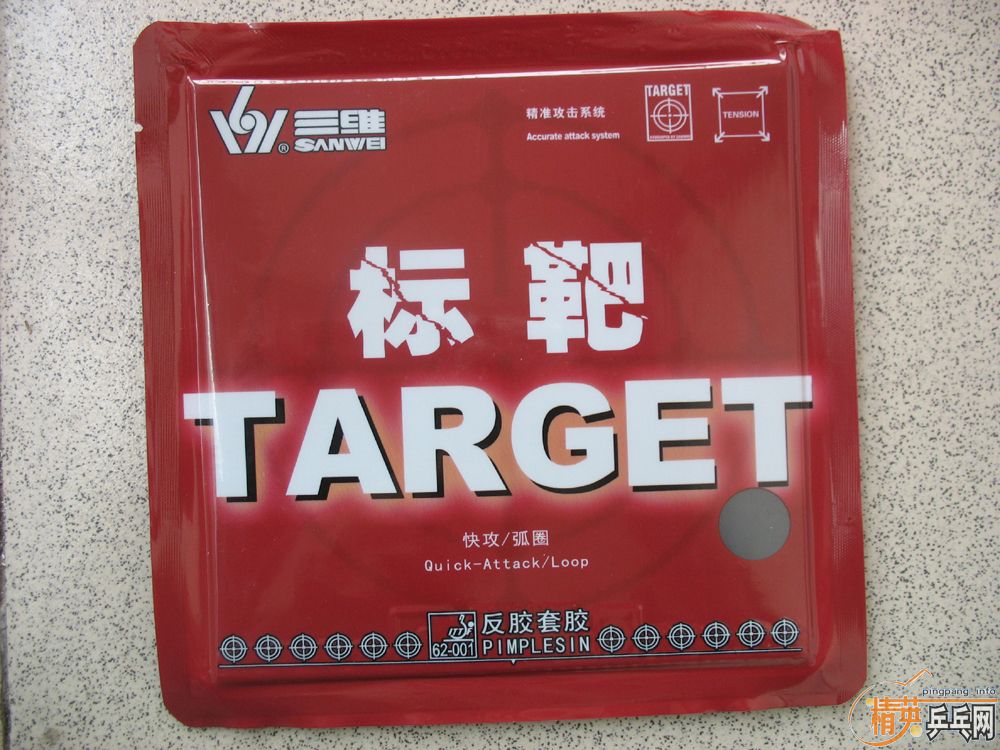 三维
® SANWEI
精准攻击系统
Accurate attack system
TARGET
TENSION
标靶
TARGET
快攻/弧圈
Quick-Attack/Loop
62-001
反胶套胶
PIMPLESIN
pingpang.info
精英乒乓网